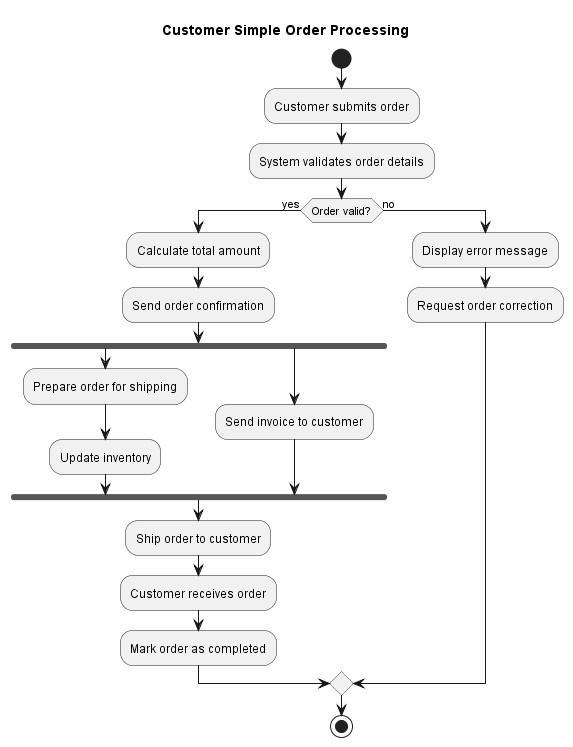 Customer Simple Order Processing
Customer submits order
System validates order details
yes
Order valid?
no
Calculate total amount
Display error message
Send order confirmation
Request order correction
Prepare order for shipping
Send invoice to customer
Update inventory
Ship order to customer
Customer receives order
Mark order as completed